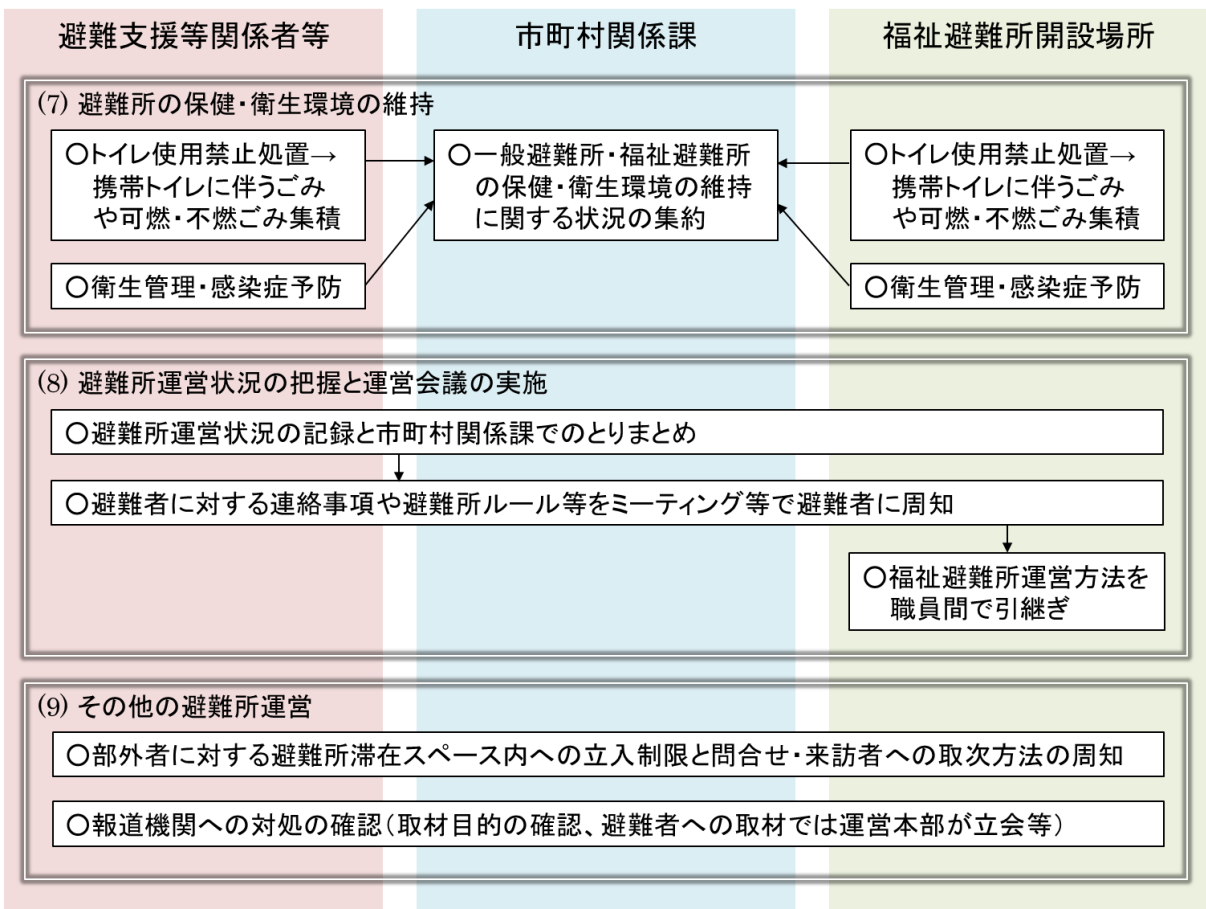 避難支援等関係者等
市町村関係課
福祉避難所開設場所
(7) 避難所の保健・衛生環境の維持
〇トイレ使用禁止処置→
携帯トイレに伴うごみ
や可燃・不燃ごみ集積
〇衛生管理・感染症予防
〇一般避難所・福祉避難所
の保健・衛生環境の維持
に関する状況の集約
〇トイレ使用禁止処置→
携帯トイレに伴うごみ
や可燃・不燃ごみ集積
〇衛生管理・感染症予防
(8) 避難所運営状況の把握と運営会議の実施
〇避難所運営状況の記録と市町村関係課でのとりまとめ
〇避難者に対する連絡事項や避難所ルール等をミーティング等で避難者に周知
〇福祉避難所運営方法を
職員間で引継ぎ
(9) その他の避難所運営
〇部外者に対する避難所滞在スペース内への立入制限と問合せ・来訪者への取次方法の周知
〇報道機関への対処の確認（取材目的の確認、避難者への取材では運営本部が立会等）